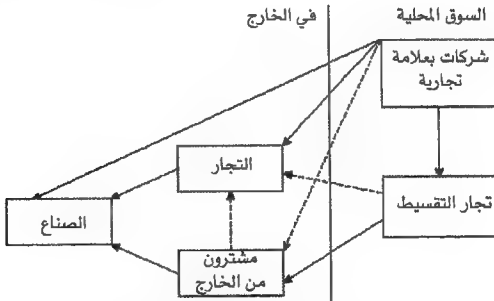 السوق المحلية
في الخارج
شركات بعلامة
تجارية
التجار
تجار التقسيط
الصناع
مشترون
من الخارج